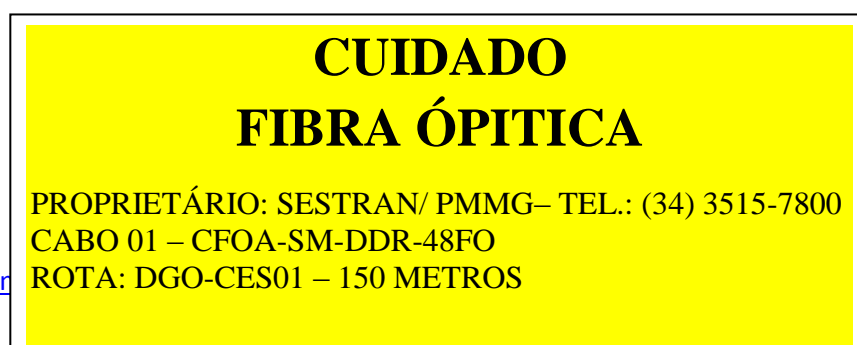 CUIDADO
FIBRA ÓPITICA
PROPRIETÁRIO: SESTRAN/ PMMG– TEL.: (34) 3515-7800
CABO 01 – CFOA-SM-DDR-48FO
ROTA: DGO-CES01 – 150 METROS